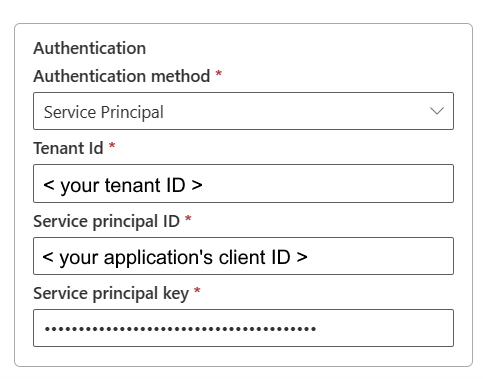 Authentication
Authentication method *
Service Principal
Tenant Id *
< your tenant ID >
Service principal ID *
< your application's client ID >
Service principal key *
••••••••••••••••••••••••••••••••••••••••